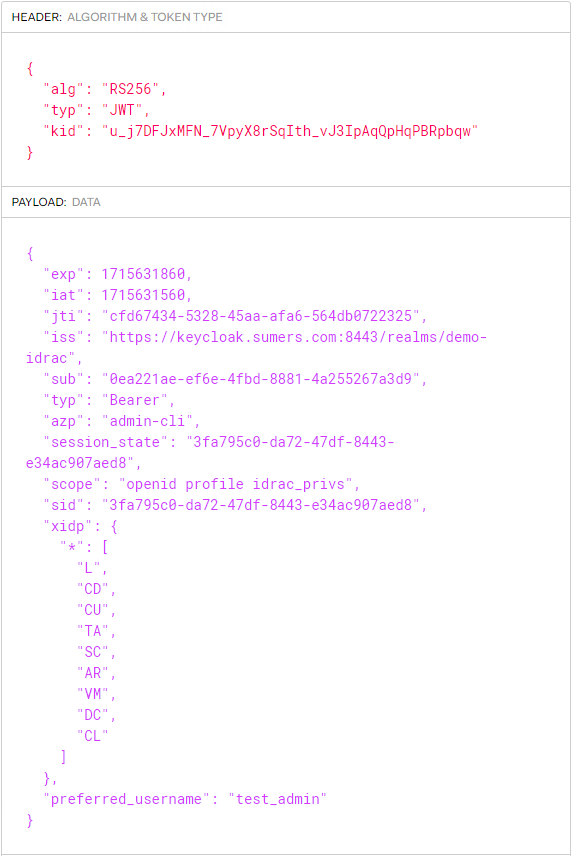 HEADER: ALGORITHM & TOKEN TYPE
{
  "alg": "RS256",
  "typ": "JWT",
  "kid": "u_j7DFJxMFN_7VpyX8rSqIth_vJ3IpAqQpHqPBRpbqw"
}
PAYLOAD: DATA
{
  "exp": 1715631860,
  "iat": 1715631560,
  "jti": "cfd67434-5328-45aa-afa6-564db0722325",
  "iss": "https://keycloak.sumers.com:8443/realms/demo-
idrac",
  "sub": "0ea221ae-ef6e-4fbd-8881-4a255267a3d9",
  "typ": "Bearer",
  "azp": "admin-cli",
  "session_state": "3fa795c0-da72-47df-8443-
e34ac907aed8",
  "scope": "openid profile idrac_privs",
  "sid": "3fa795c0-da72-47df-8443-e34ac907aed8",
  "xidp": {
    "*": [
      "L",
      "CD",
      "CU",
      "TA",
      "SC",
      "AR",
      "VM",
      "DC",
      "CL"
    ]
  },
  "preferred_username": "test_admin"
}